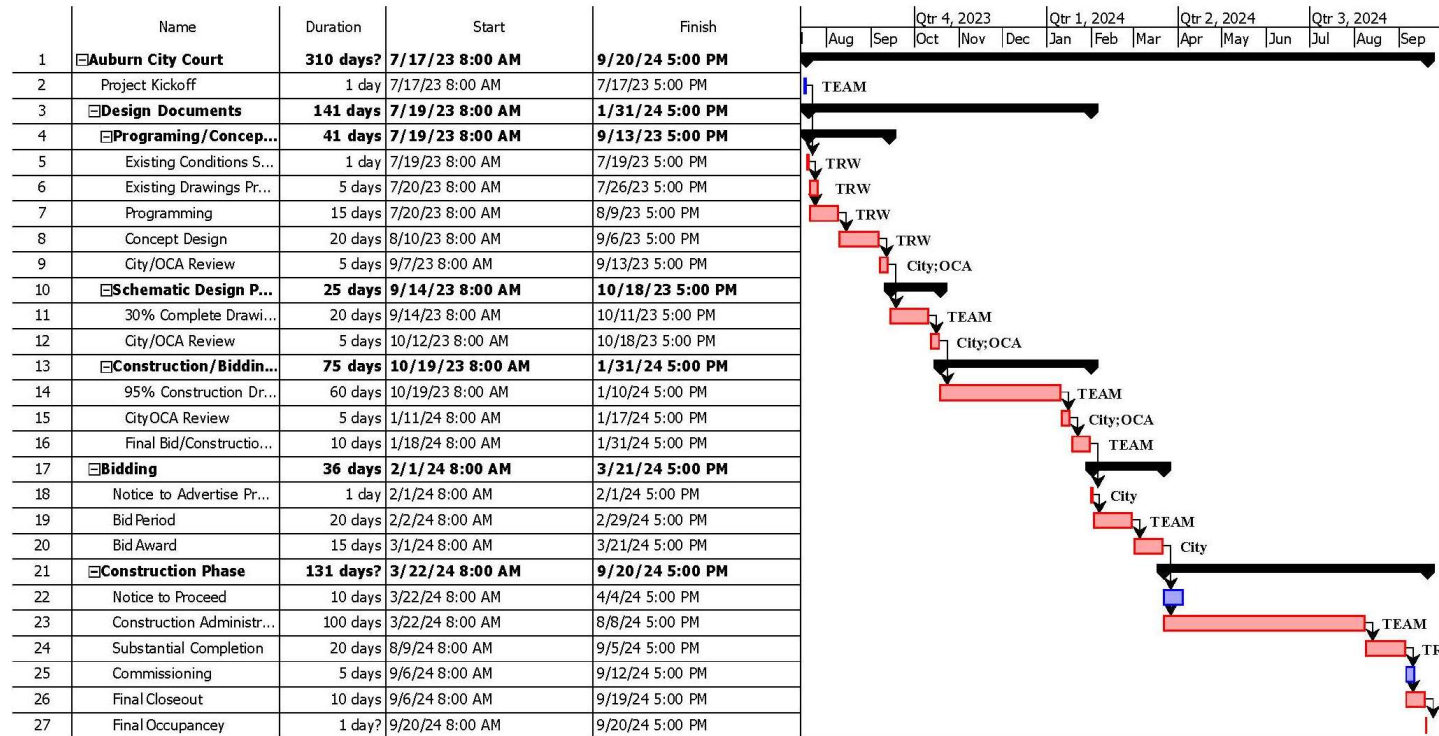 Name Duration Start Finish Qtr 4, 2023 Qtr 1, 2024 Qtr 2, 2024 Qtr 3, 2024
Aug Sep Oct Nov Dec Jan Feb Mar Apr May Jun Jul Aug Sep
1 Auburn City Court 310 days? 7/17/23 8:00 AM 9/20/24 5:00 PM
2 Project Kickoff 1 day 7/17/23 8:00 AM 7/17/23 5:00 PM TEAM
3 Design Documents 141 days 7/19/23 8:00 AM 1/31/24 5:00 PM
4 Programing/Concep... 41 days 7/19/23 8:00 AM 9/13/23 5:00 PM
5 Existing Conditions S... 1 day 7/19/23 8:00 AM 7/19/23 5:00 PM TRW
6 Existing Drawings Pr... 5 days 7/20/23 8:00 AM 7/26/23 5:00 PM TRW
7 Programming 15 days 7/20/23 8:00 AM 8/9/23 5:00 PM TRW
8 Concept Design 20 days 8/10/23 8:00 AM 9/6/23 5:00 PM TRW
9 City/OCA Review 5 days 9/7/23 8:00 AM 9/13/23 5:00 PM City;OCA
10 Schematic Design P... 25 days 9/14/23 8:00 AM 10/18/23 5:00 PM
11 30% Complete Drawi... 20 days 9/14/23 8:00 AM 10/11/23 5:00 PM TEAM
12 City/OCA Review 5 days 10/12/23 8:00 AM 10/18/23 5:00 PM City;OCA
13 Construction/Biddin... 75 days 10/19/23 8:00 AM 1/31/24 5:00 PM
14 95% Construction Dr... 60 days 10/19/23 8:00 AM 1/10/24 5:00 PM TEAM
15 CityOCA Review 5 days 1/11/24 8:00 AM 1/17/24 5:00 PM City;OCA
16 Final Bid/Constructio... 10 days 1/18/24 8:00 AM 1/31/24 5:00 PM TEAM
17 Bidding 36 days 2/1/24 8:00 AM 3/21/24 5:00 PM
18 Notice to Advertise Pr... 1 day 2/1/24 8:00 AM 2/1/24 5:00 PM City
19 Bid Period 20 days 2/2/24 8:00 AM 2/29/24 5:00 PM TEAM
20 Bid Award 15 days 3/1/24 8:00 AM 3/21/24 5:00 PM City
21 Construction Phase 131 days? 3/22/24 8:00 AM 9/20/24 5:00 PM
22 Notice to Proceed 10 days 3/22/24 8:00 AM 4/4/24 5:00 PM
23 Construction Administr... 100 days 3/22/24 8:00 AM 8/8/24 5:00 PM TEAM
24 Substantial Completion 20 days 8/9/24 8:00 AM 9/5/24 5:00 PM
25 Commissioning 5 days 9/6/24 8:00 AM 9/12/24 5:00 PM
26 Final Closeout 10 days 9/6/24 8:00 AM 9/19/24 5:00 PM
27 Final Occupancey 1 day? 9/20/24 8:00 AM 9/20/24 5:00 PM